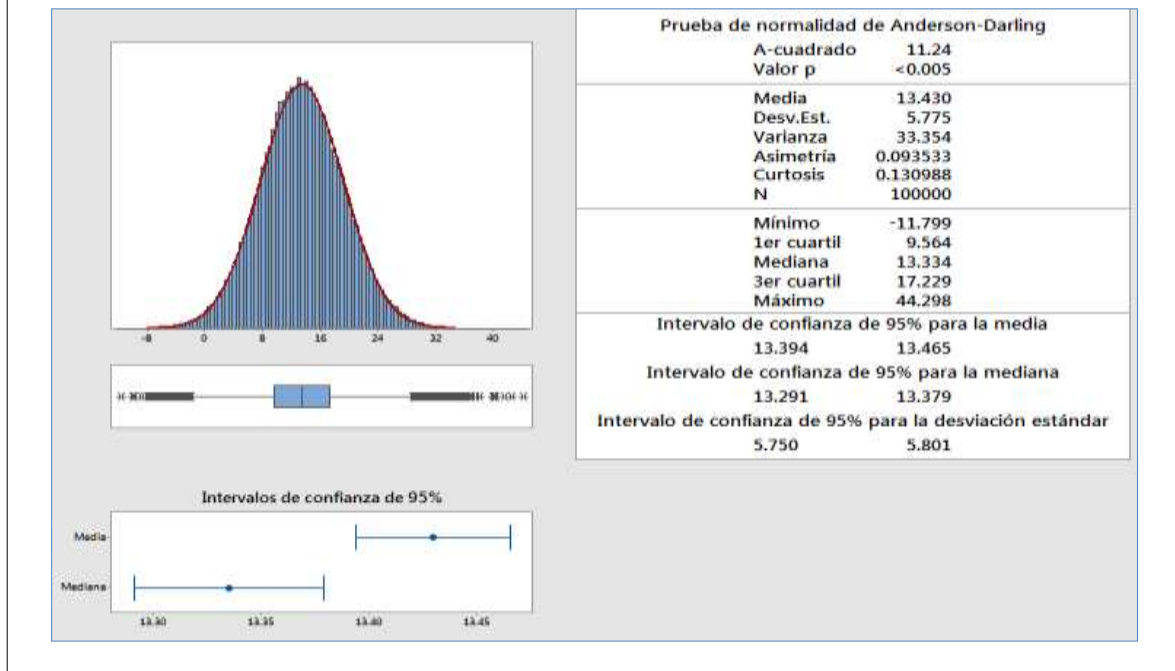 Prueba de normalidad de Anderson-Darling
A-cuadrado 11.24
Valor p <0.005
Media 13.430
Desv.Est. 5.775
Varianza 33.354
Asimetría 0.093533
Curtosis 0.130988
N 100000
Mínimo -11.799
1er cuartil 9.564
Mediana 13.334
3er cuartil 17.229
Máximo 44.298
Intervalo de confianza de 95% para la media
13.394 13.465
Intervalo de confianza de 95% para la mediana
13.291 13.379
Intervalo de confianza de 95% para la desviación estándar
5.750 5.801
-8 0 8 16 24 32 40
Intervalos de confianza de 95%
Media
Mediana
13.30 13.35 13.40 13.45